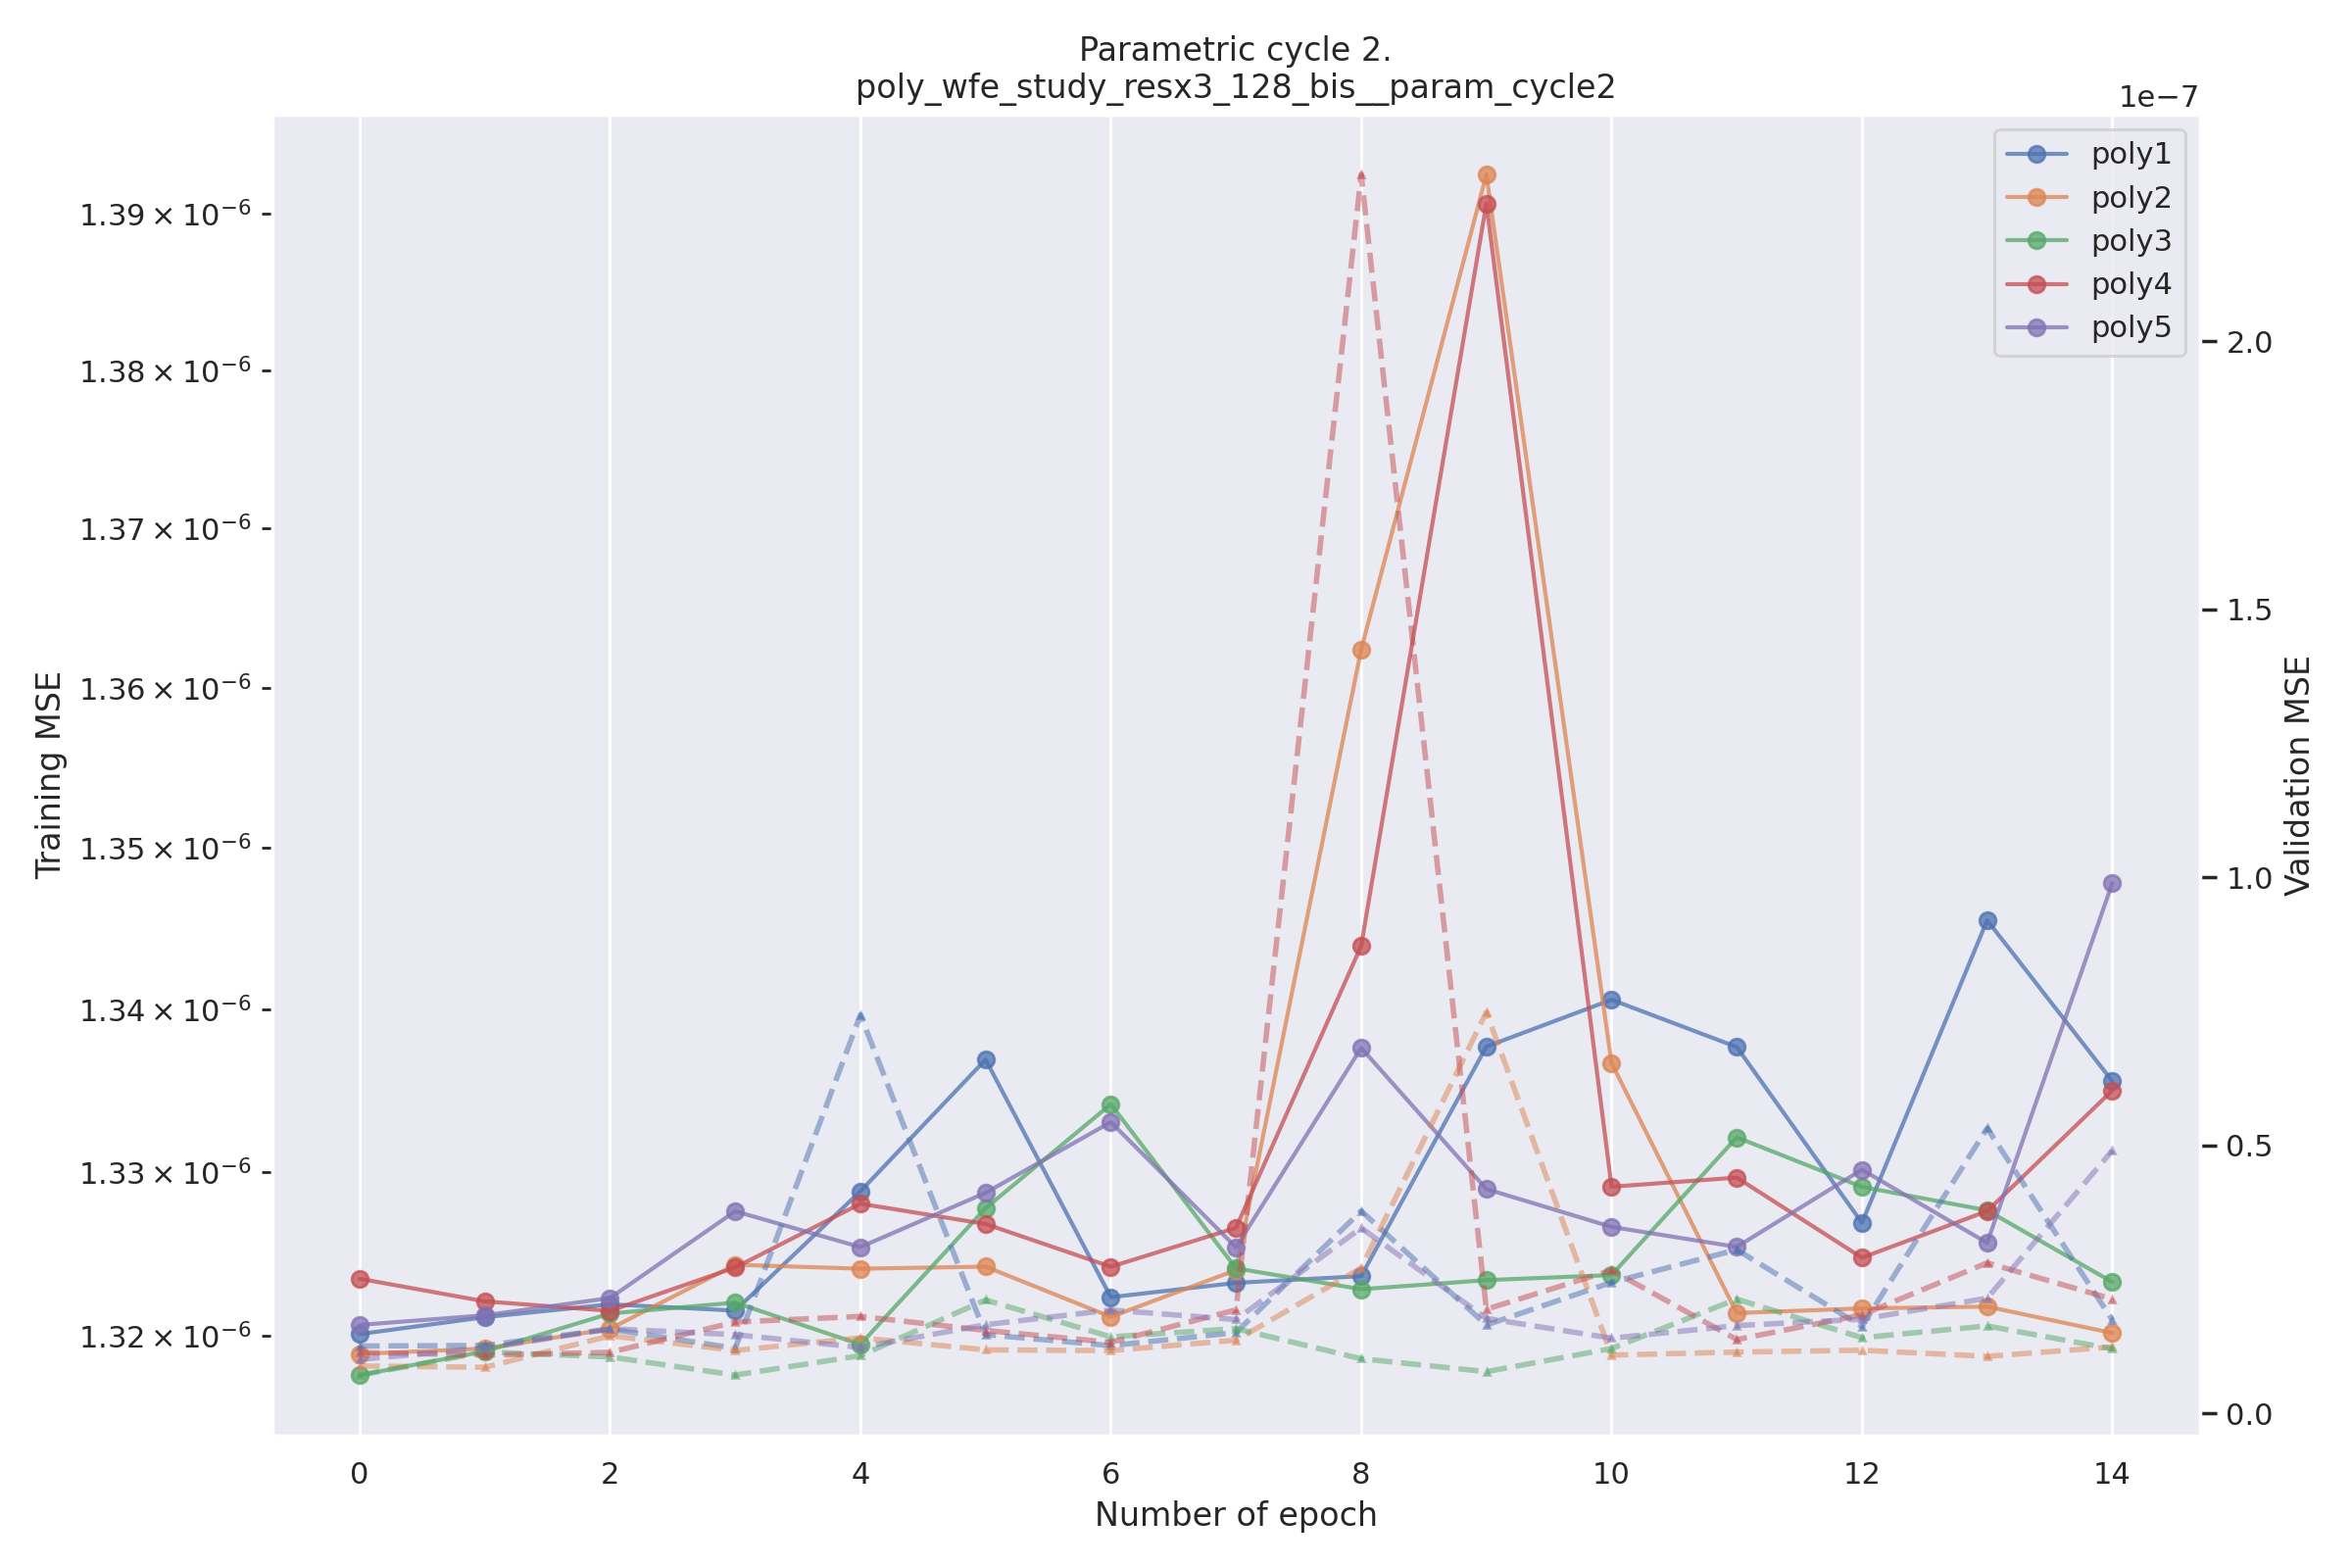 Parametric cycle 2.
poly_wfe_study_resx3_128_bis__param_cycle2
1e−7
poly1
poly2
poly3
poly4
poly5
Training MSE
1.39 × 10⁻⁶
1.38 × 10⁻⁶
1.37 × 10⁻⁶
1.36 × 10⁻⁶
1.35 × 10⁻⁶
1.34 × 10⁻⁶
1.33 × 10⁻⁶
1.32 × 10⁻⁶
2.0
1.5
1.0
0.5
0.0
Validation MSE
0 2 4 6 8 10 12 14
Number of epoch